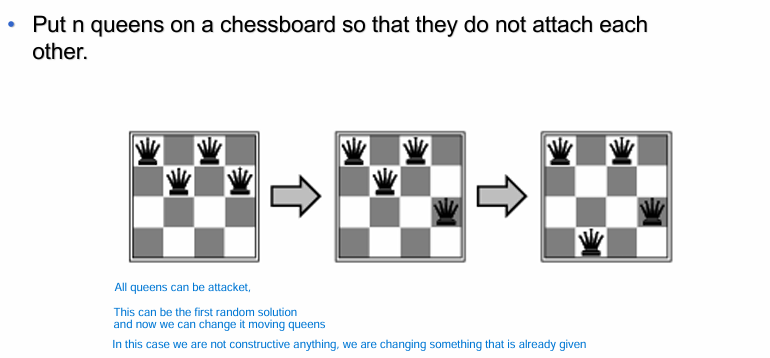 • Put n queens on a chessboard so that they do not attach each
other.
All queens can be attacket,
This can be the first random solution
and now we can change it moving queens
In this case we are not constructive anything, we are changing something that is already given